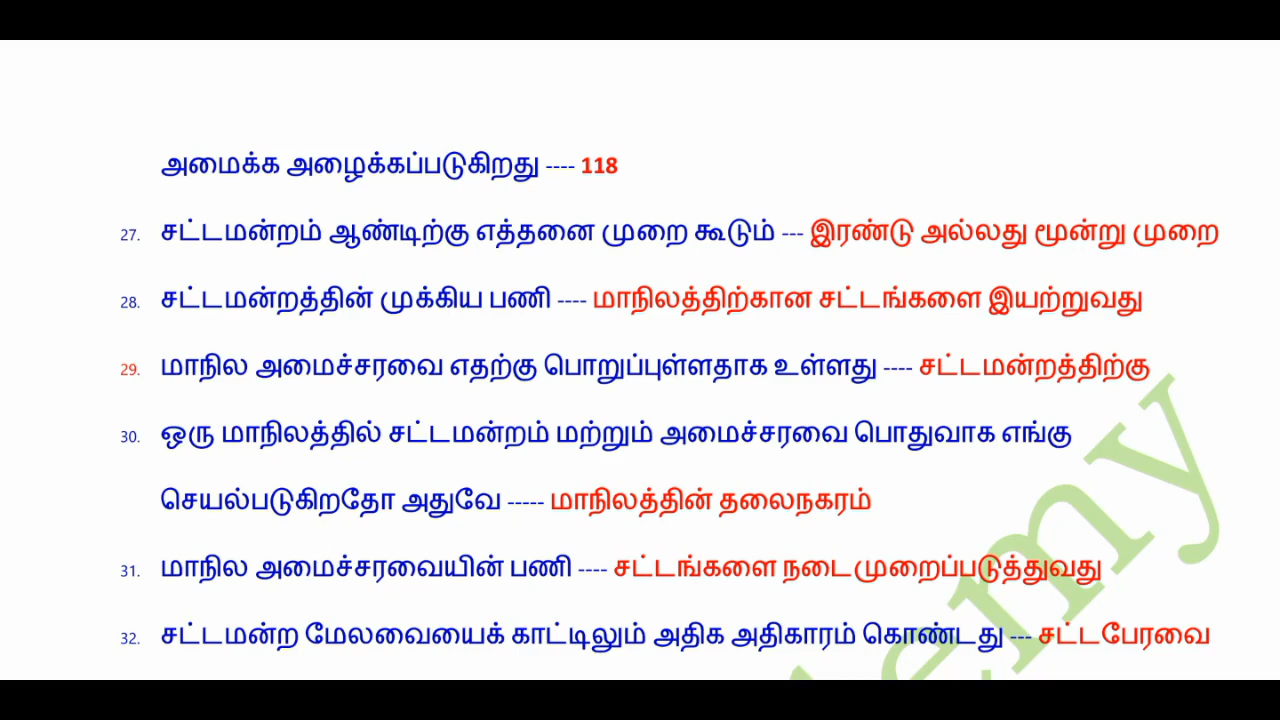 அமைக்க அழைக்கப்படுகிறது ---- 118
27. சட்டமன்றம் ஆண்டிற்கு எத்தனை முறை கூடும் --- இரண்டு அல்லது மூன்று முறை
28. சட்டமன்றத்தின் முக்கிய பணி ---- மாநிலத்திற்கான சட்டங்களை இயற்றுவது
29. மாநில அமைச்சரவை எதற்கு பொறுப்புள்ளதாக உள்ளது ---- சட்டமன்றத்திற்கு
30. ஒரு மாநிலத்தில் சட்டமன்றம் மற்றும் அமைச்சரவை பொதுவாக எங்கு
செயல்படுகிறதோ அதுவே ----- மாநிலத்தின் தலைநகரம்
31. மாநில அமைச்சரவையின் பணி ---- சட்டங்களை நடைமுறைப்படுத்துவது
32. சட்டமன்ற மேலவையைக் காட்டிலும் அதிக அதிகாரம் கொண்டது --- சட்டபேரவை